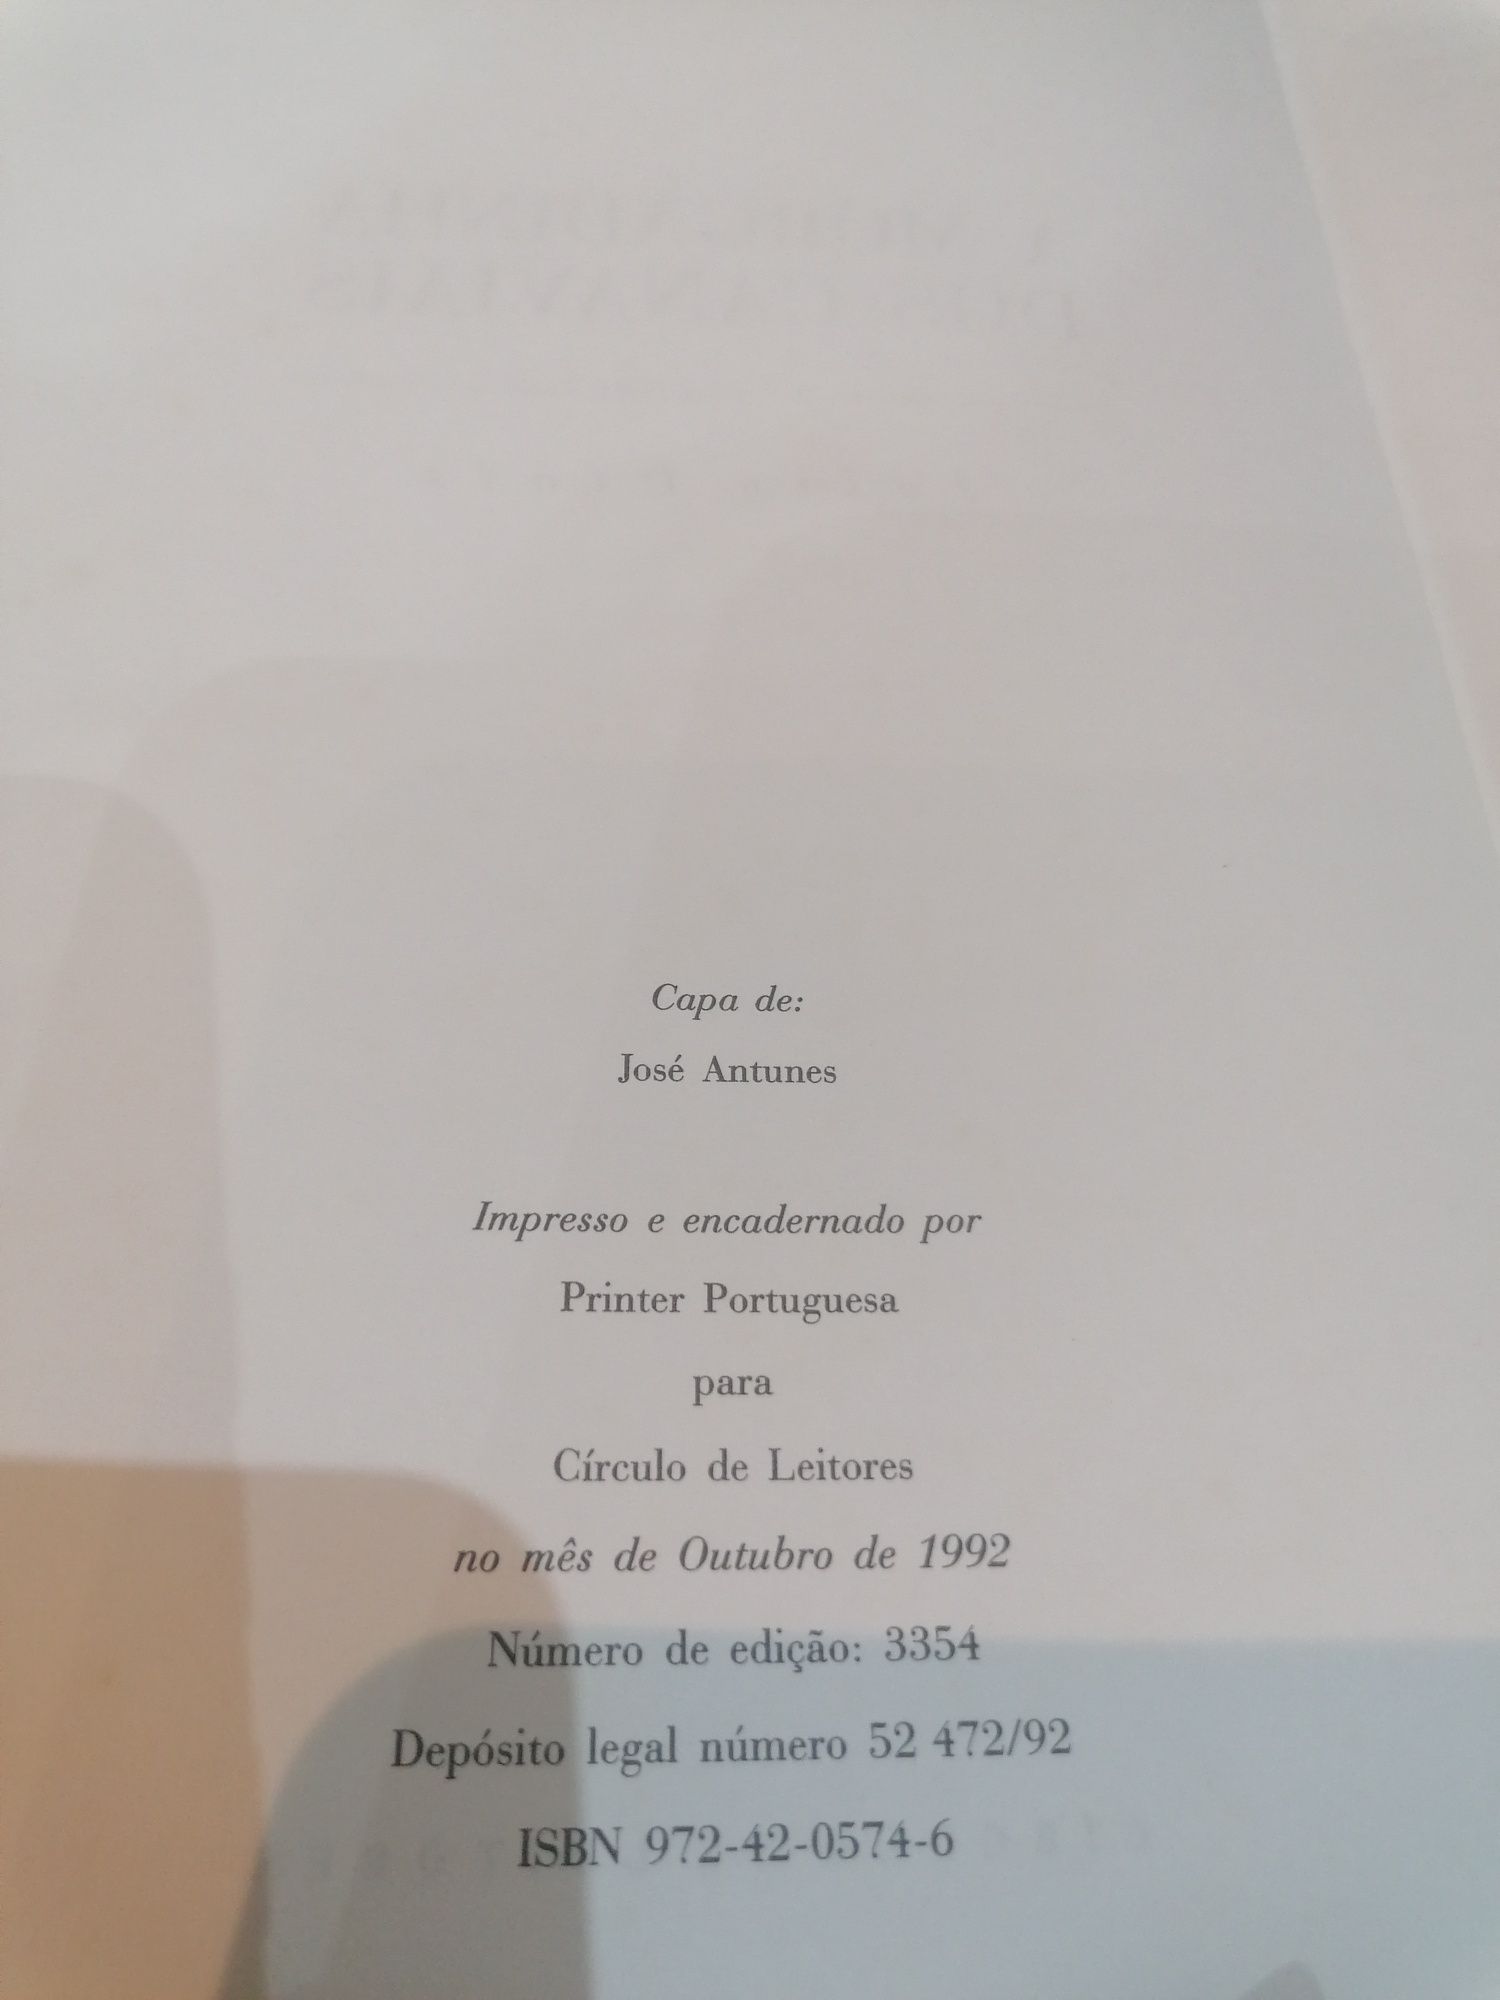 Capa de:
José Antunes
Impresso e encadernado por
Printer Portuguesa
para
Círculo de Leitores
no mês de Outubro de 1992
Número de edição: 3354
Depósito legal número 52 472/92
ISBN 972-42-0574-6